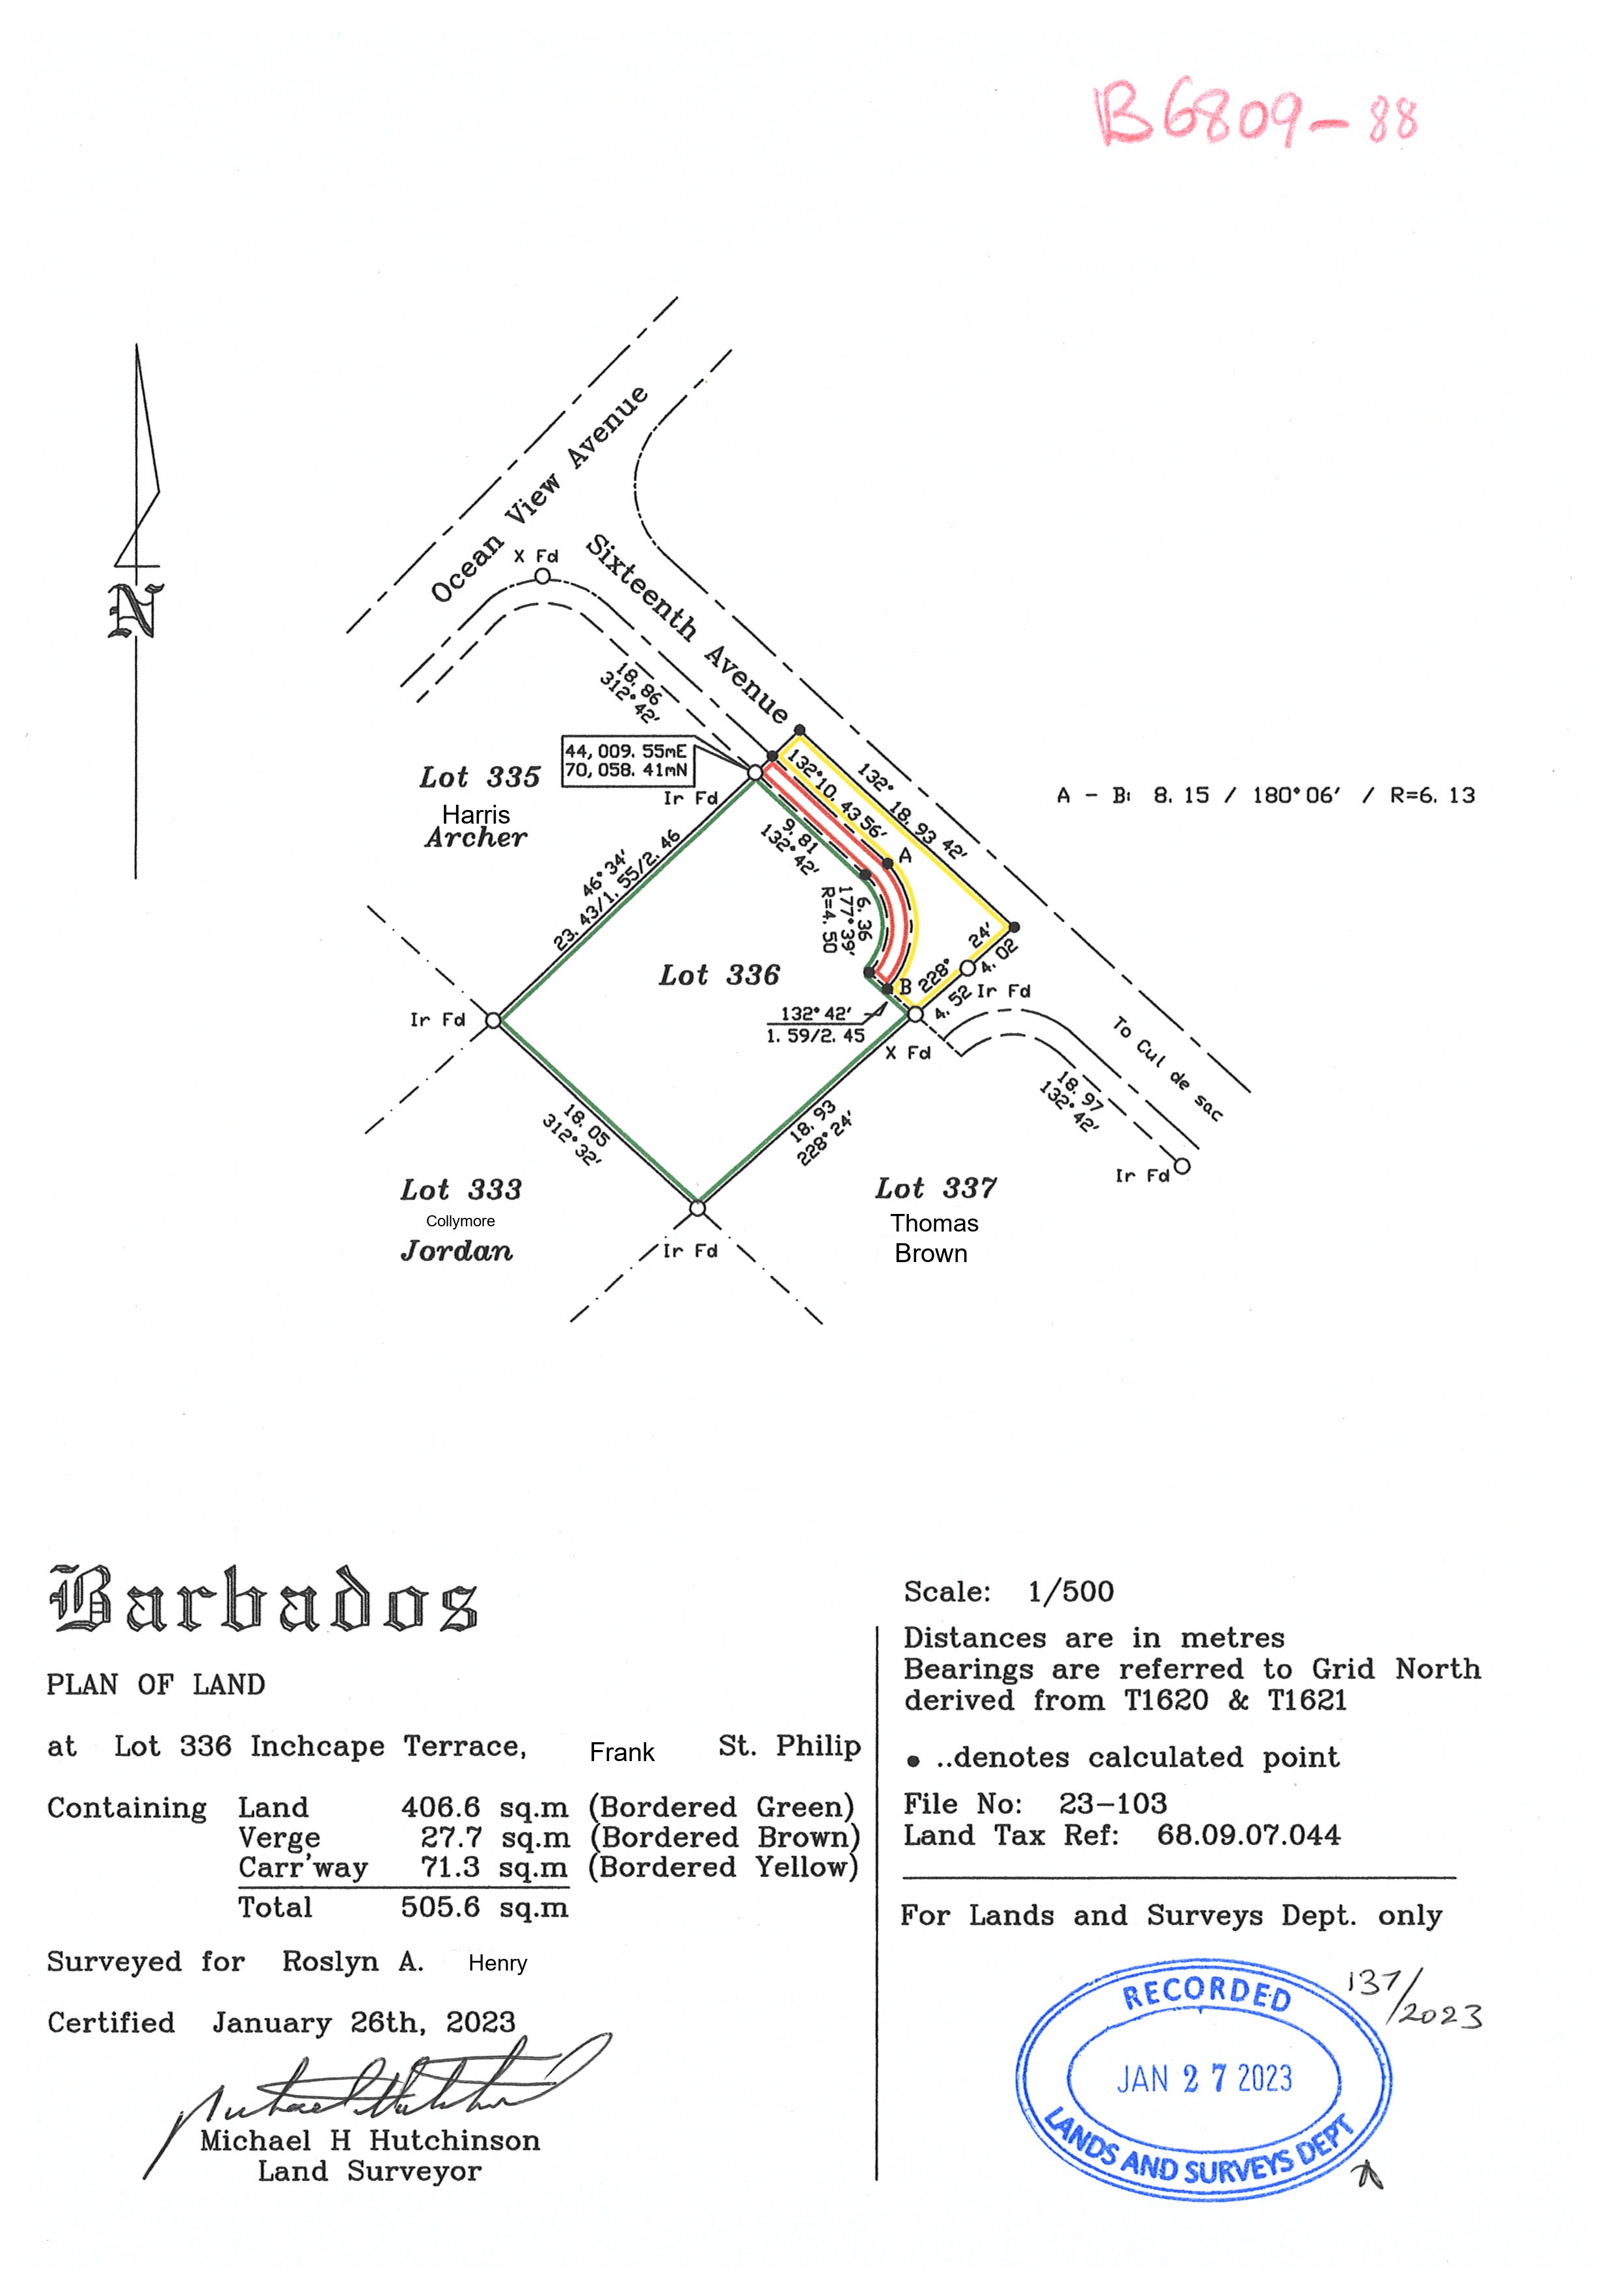 B6809-88
Ocean View Avenue
X Fd
Sixteenth Avenue
18.86
312°42'
44,009.55mE
70,058.41mN
Lot 335
Harris
Archer
Ir Fd
132° 10.43 56'
132° 18.93 42'
A - B: 8.15 / 180°06' / R=6.13
A
9.81
132°42'
46°34'
23.43/1.55/2.46
6.36
177°39'
R=4.50
Lot 336
228° 24'
4.52 4.02
Ir Fd
B
132°42'
1.59/2.45
X Fd
Ir Fd
To Cul de sac
18.97
132°42'
Ir Fd
18.05
312°32'
18.93
228°24'
Lot 333
Collymore
Jordan
Lot 337
Thomas
Brown
Ir Fd
N
Barbados
PLAN OF LAND
at Lot 336 Inchcape Terrace, Frank St. Philip
Containing Land 406.6 sq.m (Bordered Green)
Verge 27.7 sq.m (Bordered Brown)
Carr'way 71.3 sq.m (Bordered Yellow)
Total 505.6 sq.m
Surveyed for Roslyn A. Henry
Certified January 26th, 2023
Michael H Hutchinson
Land Surveyor
Scale: 1/500
Distances are in metres
Bearings are referred to Grid North
derived from T1620 & T1621
● ..denotes calculated point
File No: 23-103
Land Tax Ref: 68.09.07.044
For Lands and Surveys Dept. only
RECORDED
JAN 27 2023
LANDS AND SURVEYS DEPT
137/2023